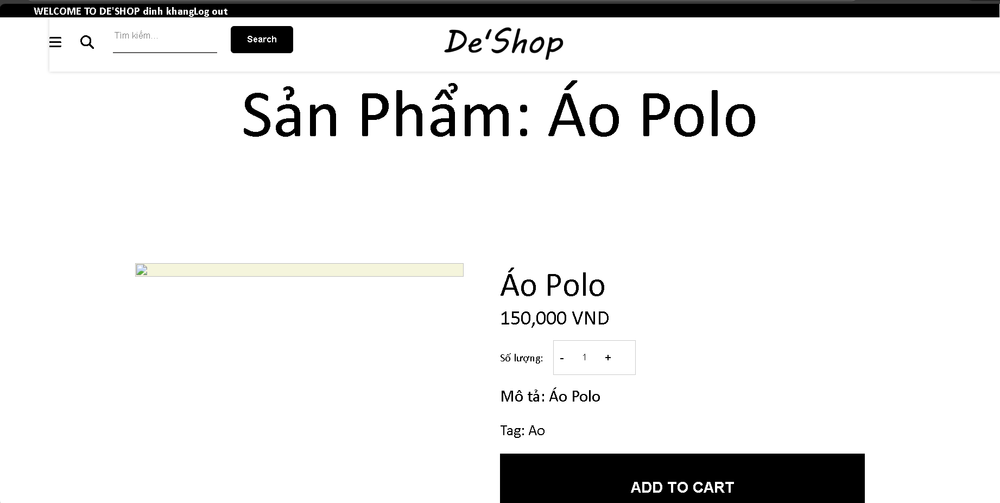 WELCOME TO DE'SHOP dinh khangLog out
Tìm kiếm...
Search
De'Shop
Sản Phẩm: Áo Polo
Áo Polo
150,000 VND
Số lượng: - 1 +
Mô tả: Áo Polo
Tag: Ao
ADD TO CART